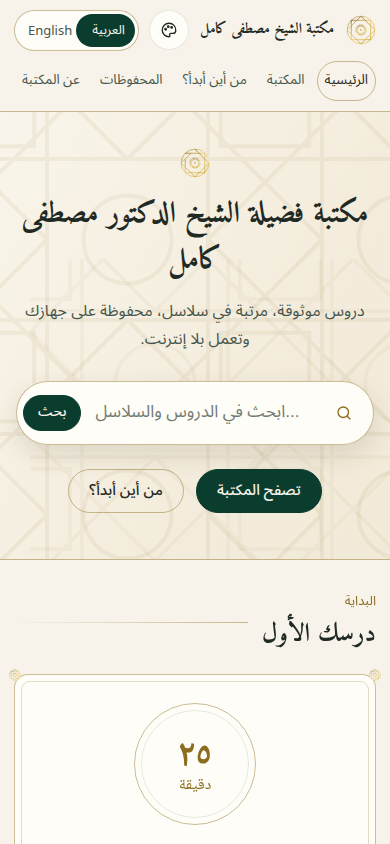 مكتبة الشيخ مصطفى كامل
العربية English
الرئيسية المكتبة من أين أبدأ؟ المحفوظات عن المكتبة
مكتبة فضيلة الشيخ الدكتور مصطفى
كامل
دروس موثوقة، مرتبة في سلاسل، محفوظة على جهازك
وتعمل بلا إنترنت.
ابحث في الدروس والسلاسل... بحث
تصفح المكتبة من أين أبدأ؟
البداية
درسك الأول
٢٥
دقيقة